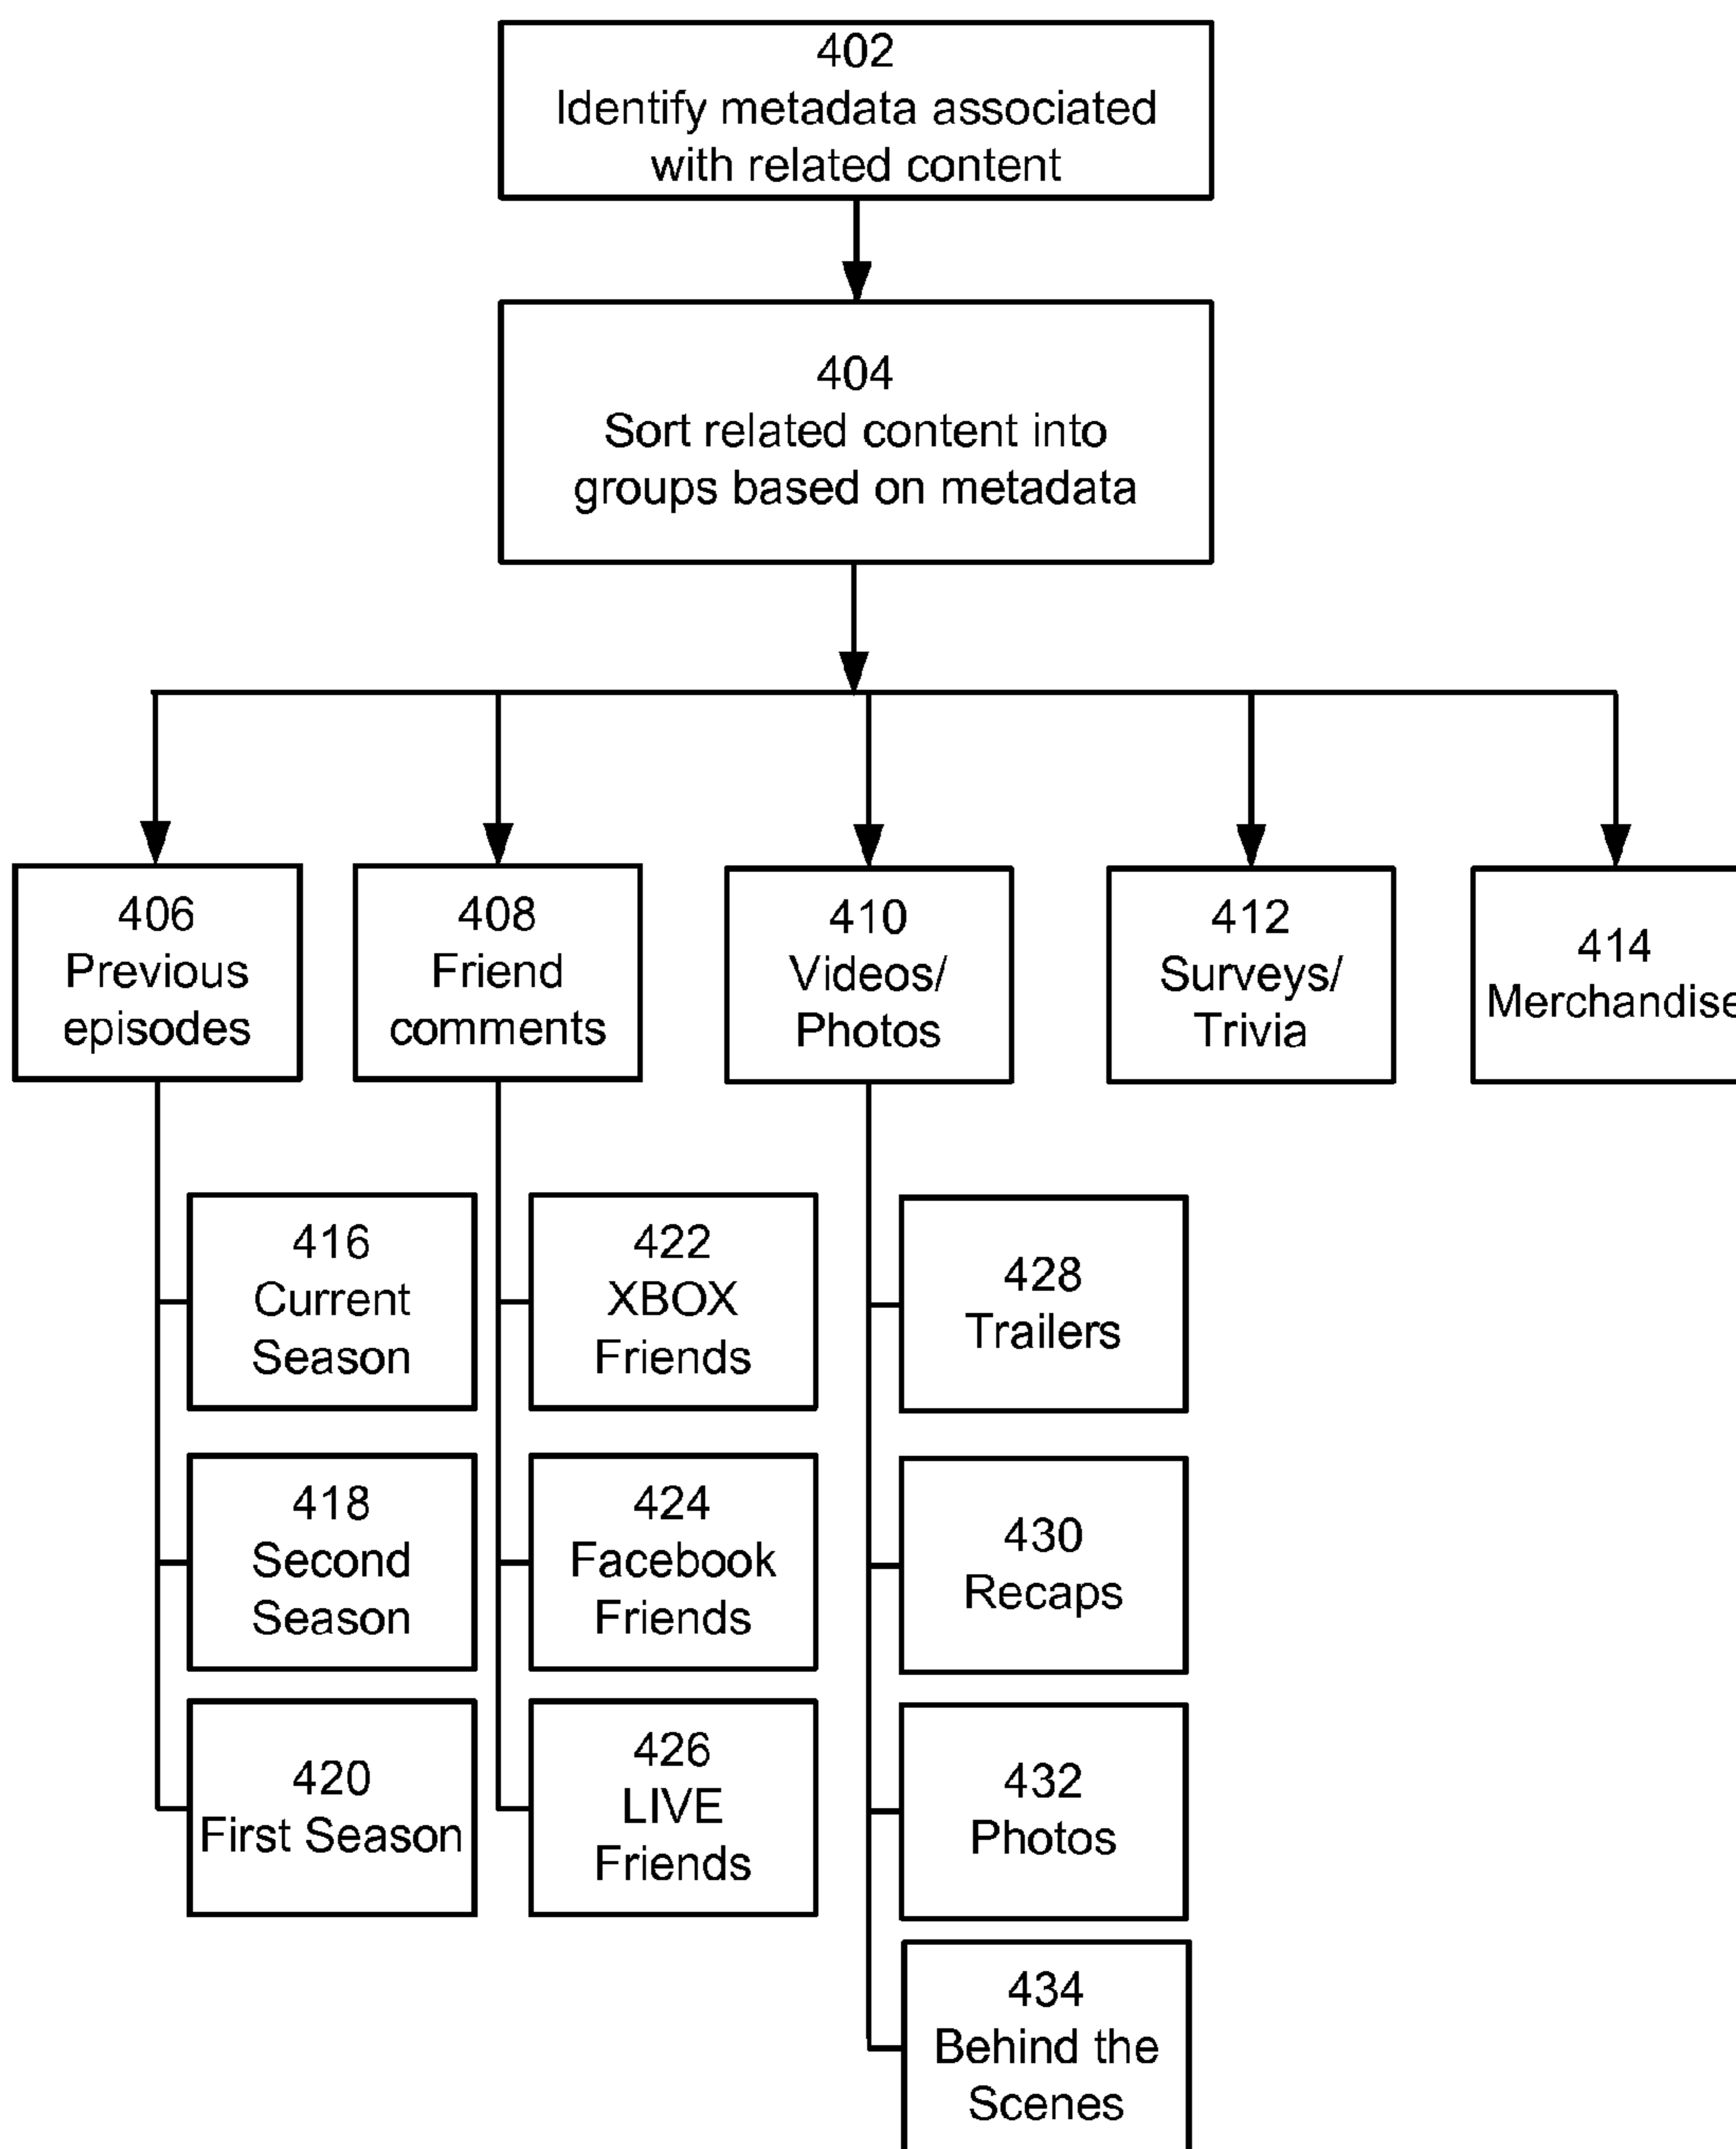 402
Identify metadata associated
with related content
404
Sort related content into
groups based on metadata
406
Previous
episodes
408
Friend
comments
410
Videos/
Photos
412
Surveys/
Trivia
414
Merchandise
416
Current
Season
418
Second
Season
420
First Season
422
XBOX
Friends
424
Facebook
Friends
426
LIVE
Friends
428
Trailers
430
Recaps
432
Photos
434
Behind the
Scenes